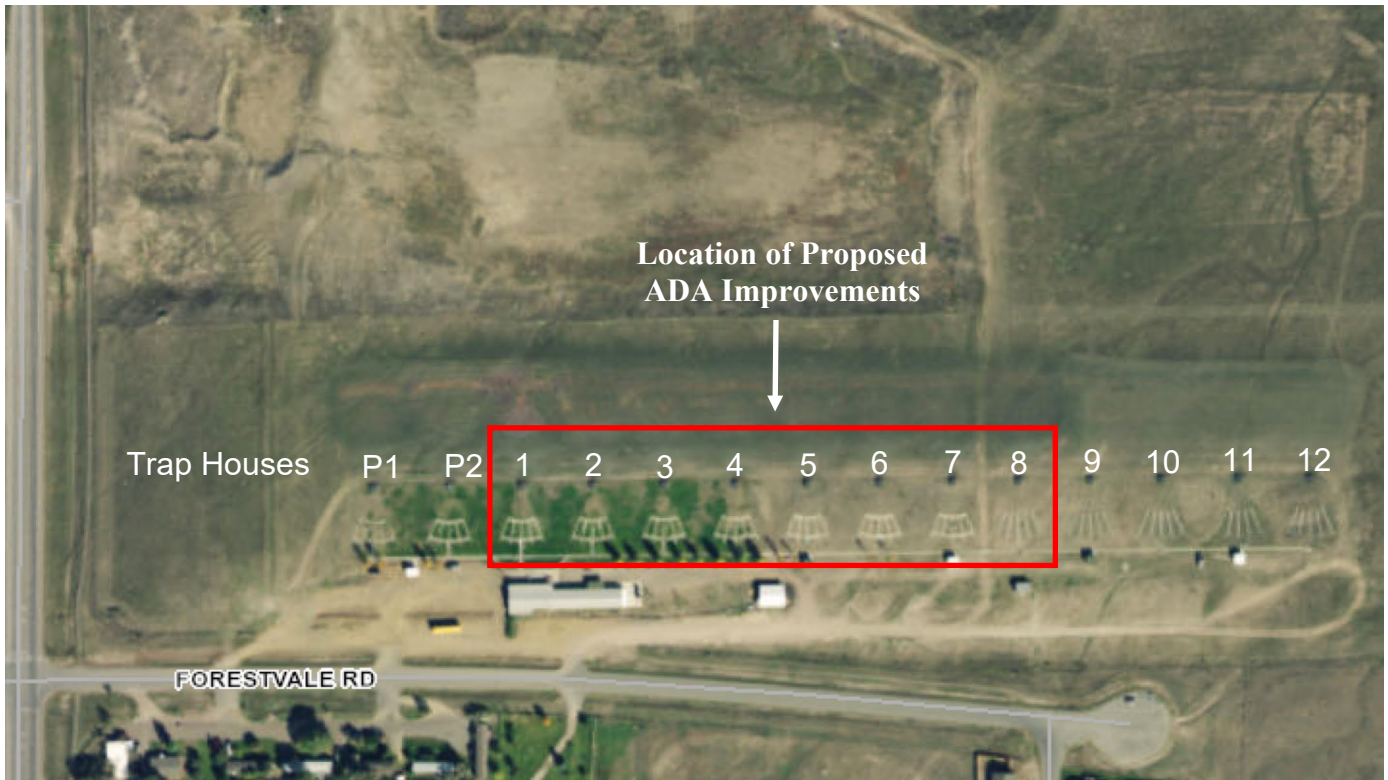 Location of Proposed
ADA Improvements
Trap Houses P1 P2 1 2 3 4 5 6 7 8 9 10 11 12
FORESTVALE RD